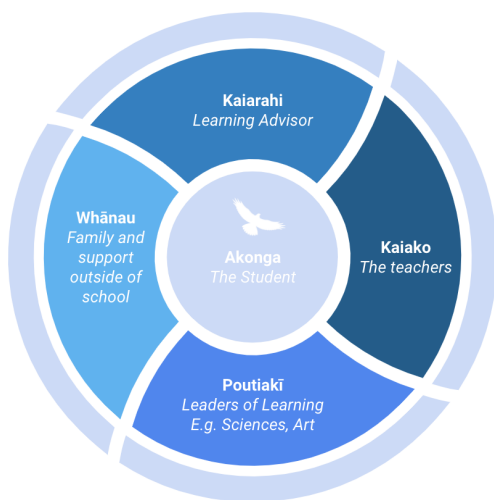 Kaiarahi
Learning Advisor
Whānau
Family and
support
outside of
school
Akonga
The Student
Kaiako
The teachers
Poutiakī
Leaders of Learning
E.g. Sciences, Art